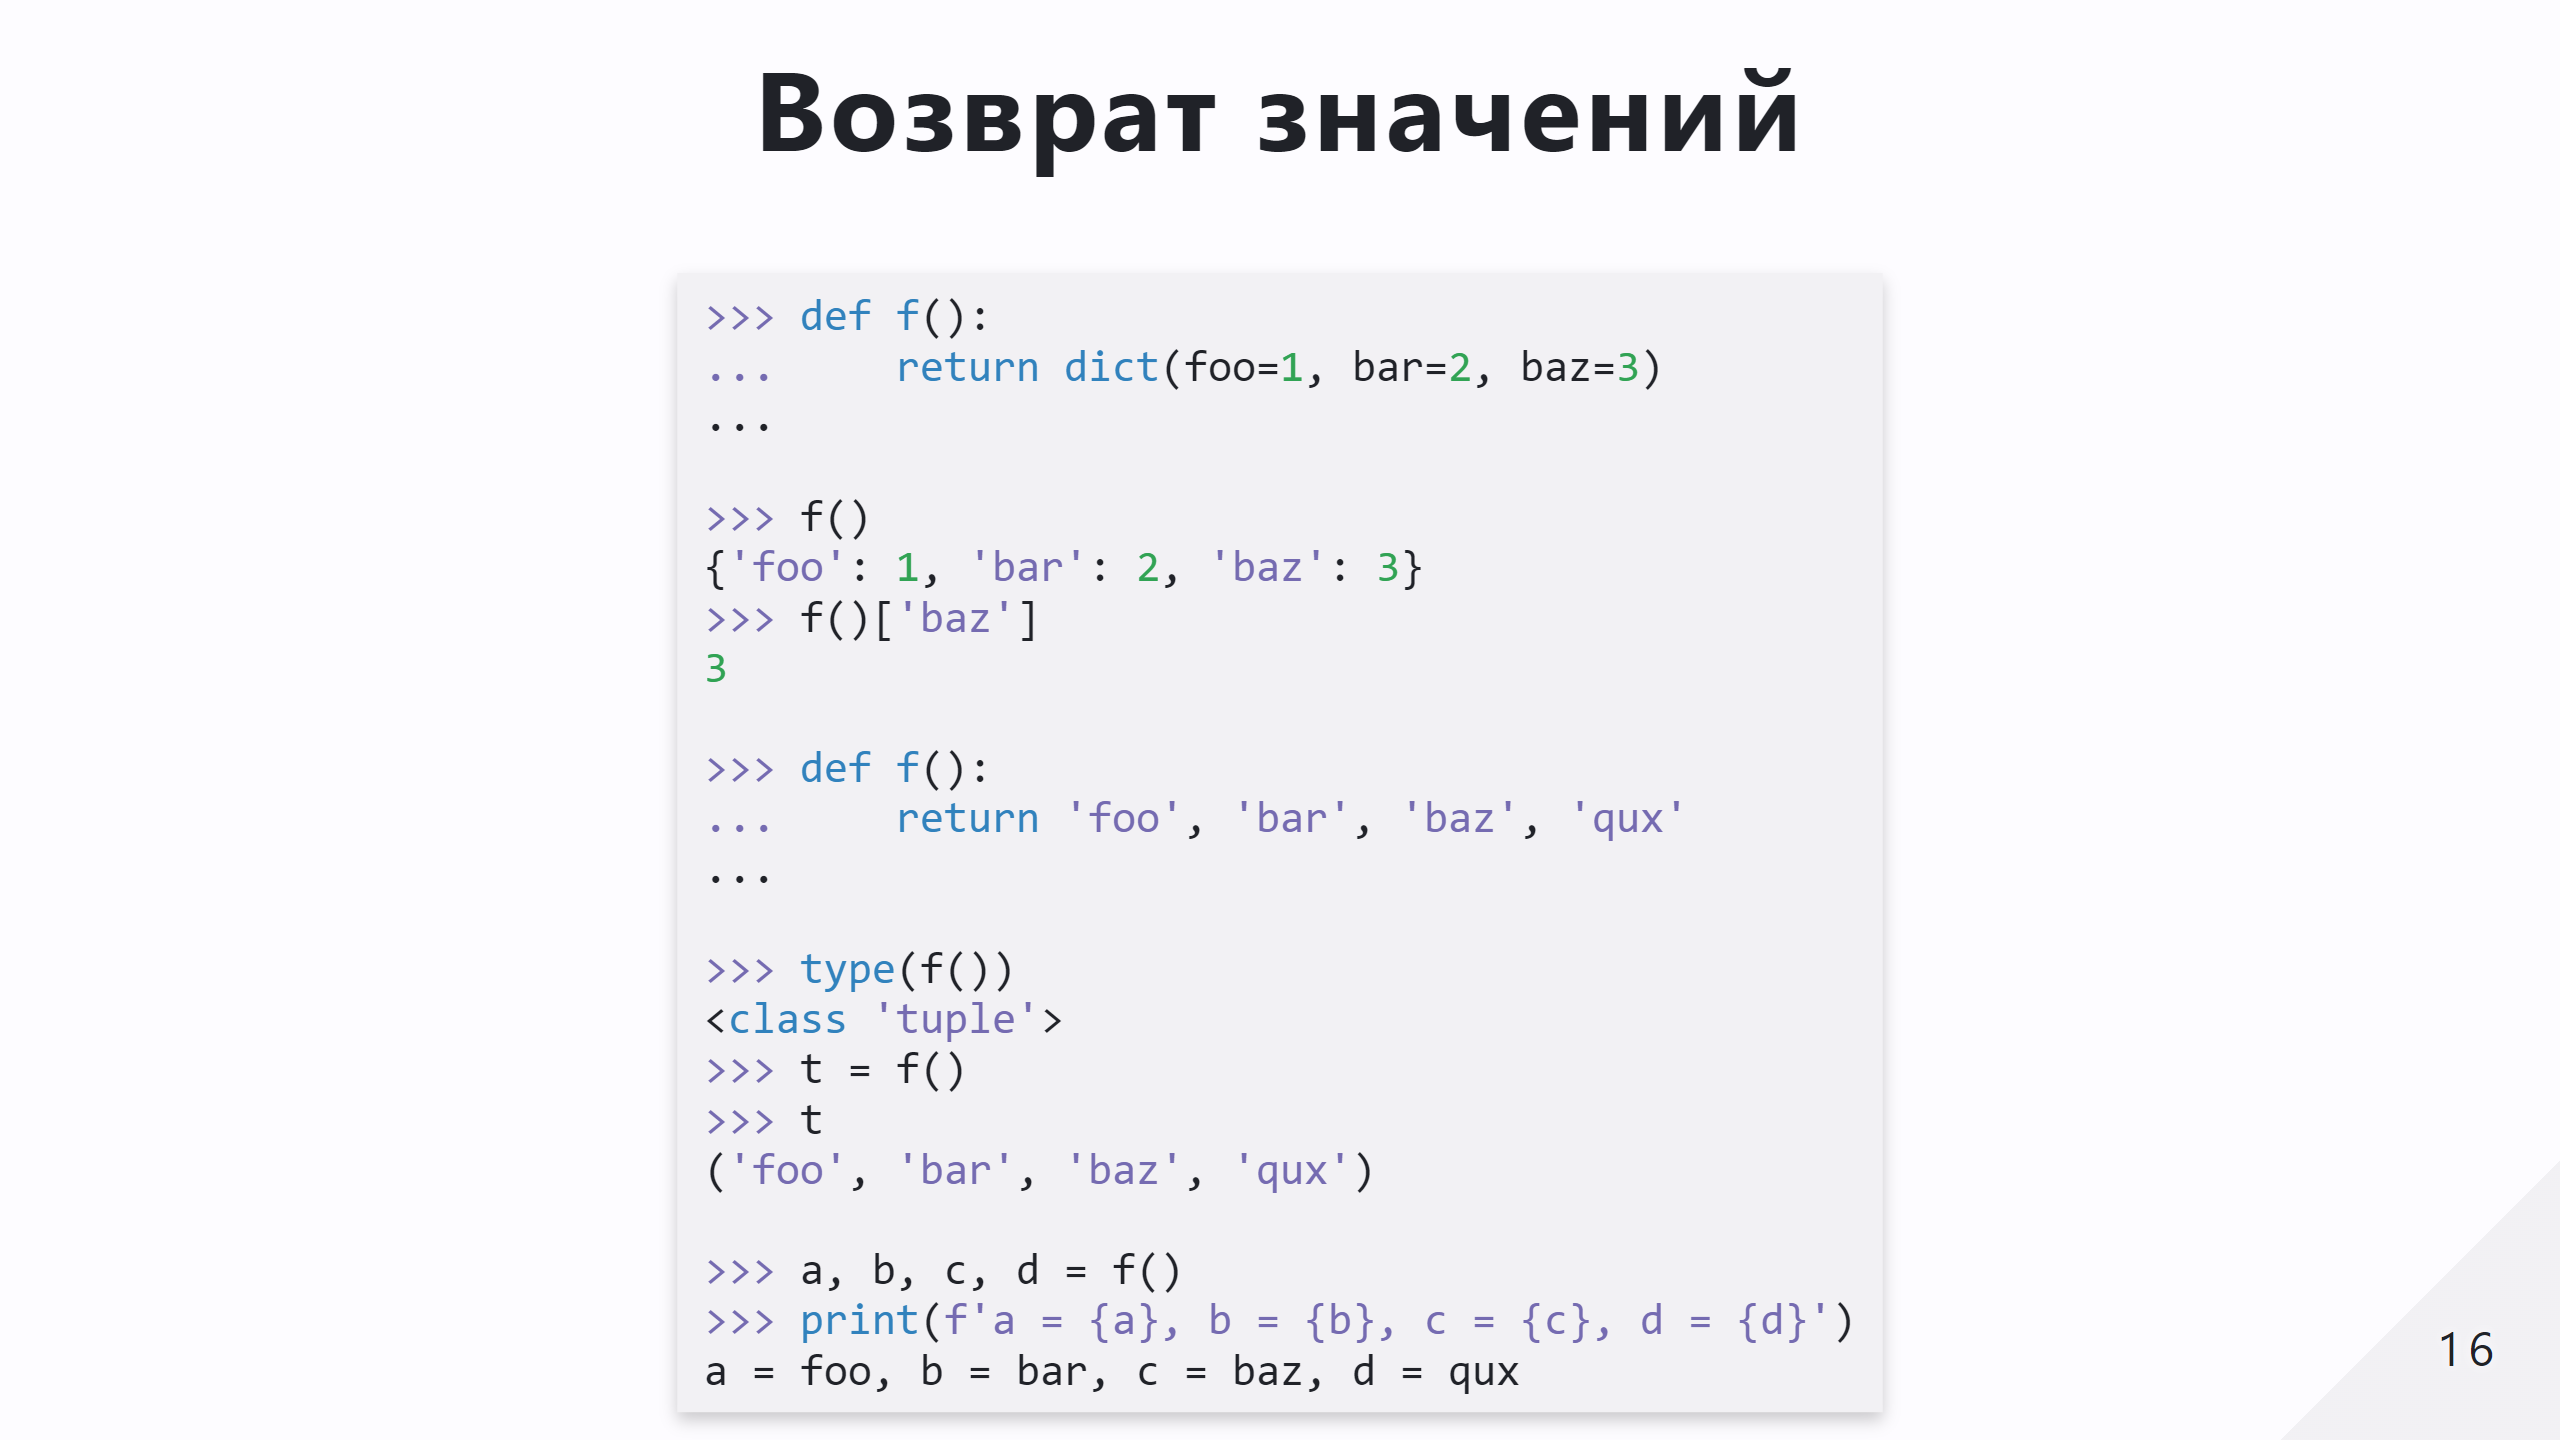 Возврат значений
>>> def f():
...     return dict(foo=1, bar=2, baz=3)
...
>>> f()
{'foo': 1, 'bar': 2, 'baz': 3}
>>> f()['baz']
3
>>> def f():
...     return 'foo', 'bar', 'baz', 'qux'
...
>>> type(f())
<class 'tuple'>
>>> t = f()
>>> t
('foo', 'bar', 'baz', 'qux')
>>> a, b, c, d = f()
>>> print(f'a = {a}, b = {b}, c = {c}, d = {d}')
a = foo, b = bar, c = baz, d = qux
16